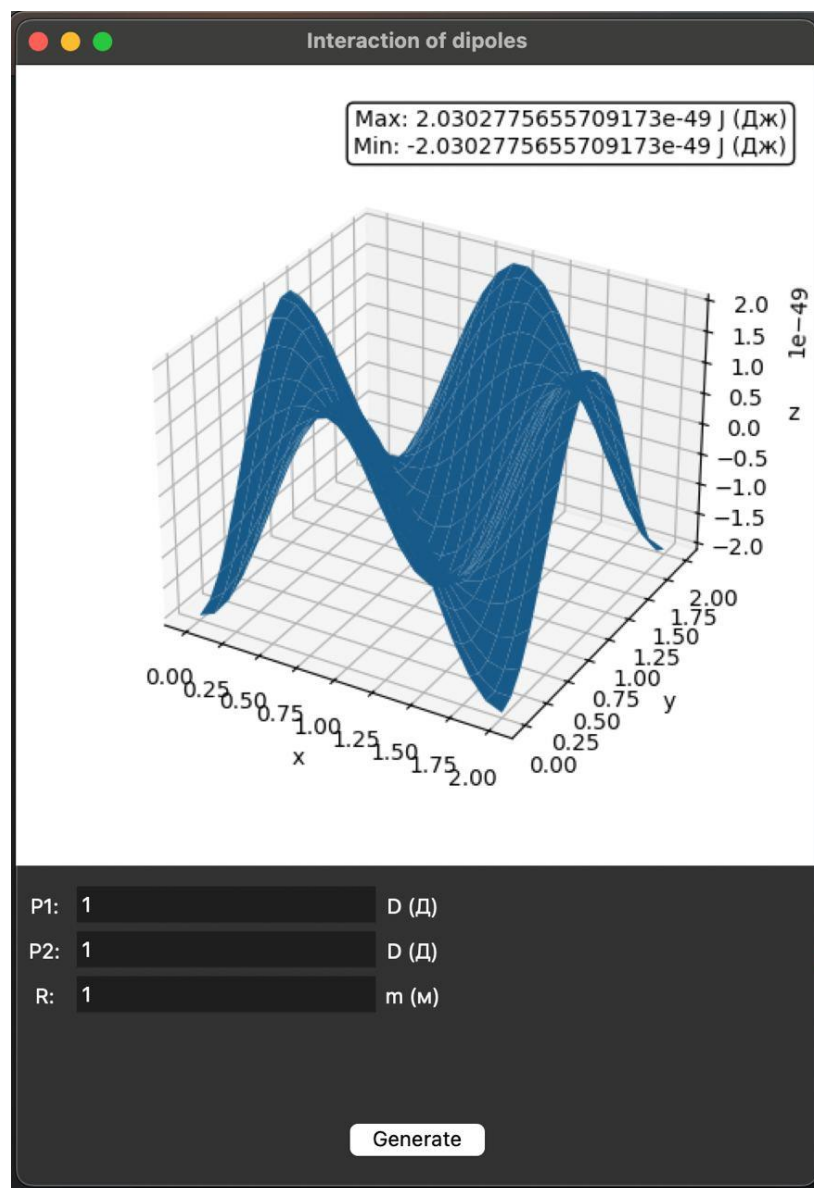 Interaction of dipoles
Max: 2.0302775655709173e-49 J (Дж)
Min: -2.0302775655709173e-49 J (Дж)
2.0
1.5
1.0
0.5
0.0
−0.5
−1.0
−1.5
−2.0
1e−49
z
0.00
0.25
0.50
0.75
1.00
1.25
1.50
1.75
2.00
x
0.00
0.25
0.50
0.75
1.00
1.25
1.50
1.75
2.00
y
P1: 1 D (Д)
P2: 1 D (Д)
R: 1 m (м)
Generate